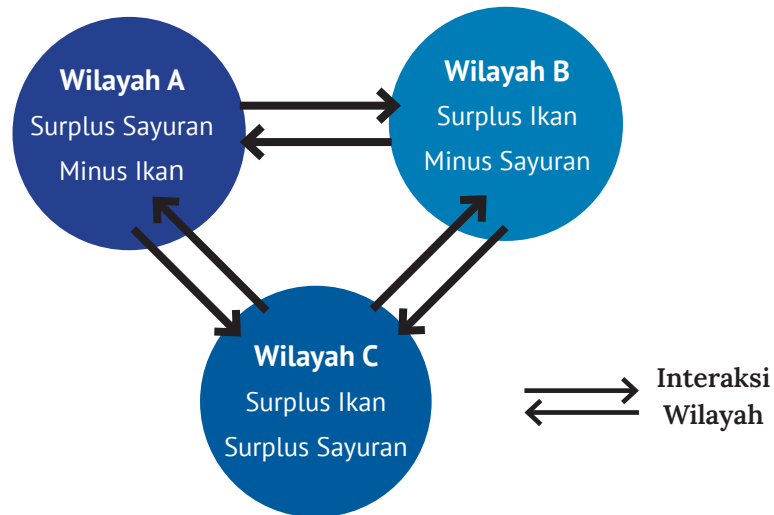 Wilayah A
Surplus Sayuran
Minus Ikan
Wilayah B
Surplus Ikan
Minus Sayuran
Wilayah C
Surplus Ikan
Surplus Sayuran
Interaksi
Wilayah